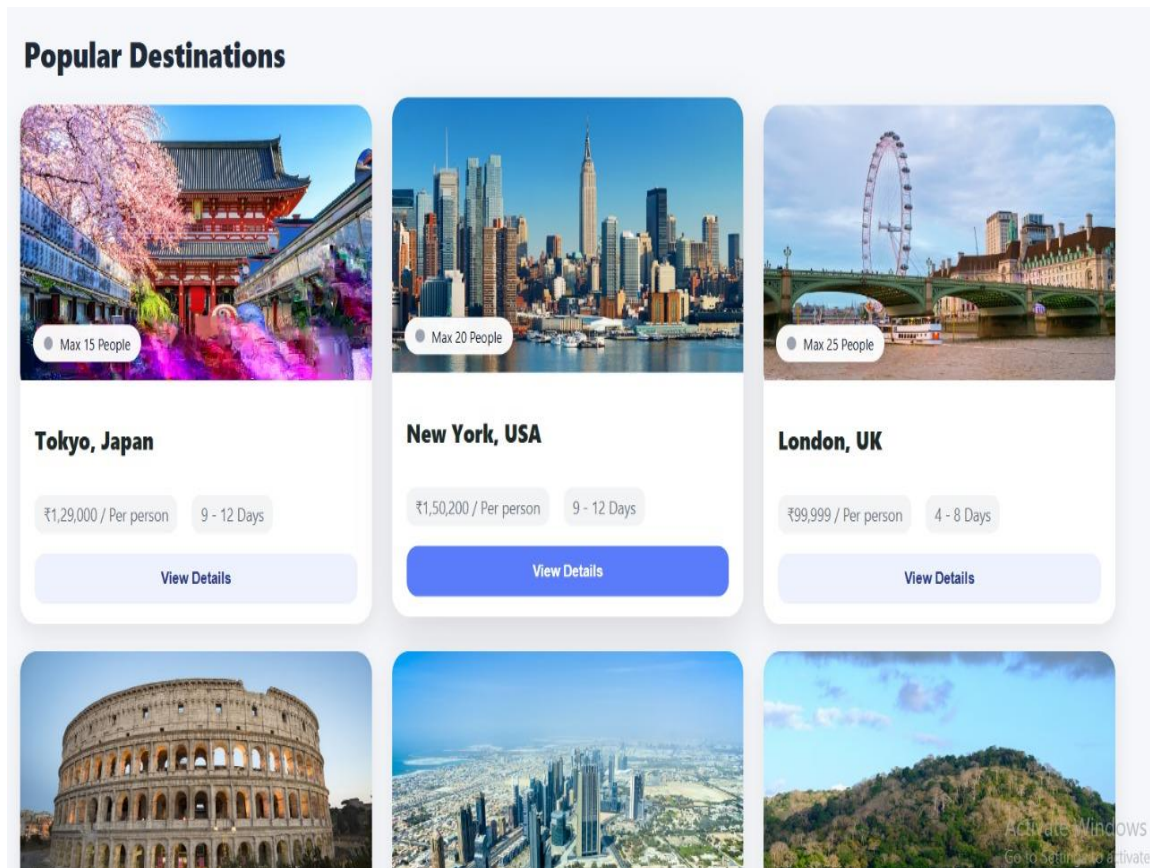 Popular Destinations
Max 15 People
Max 20 People
Max 25 People
Tokyo, Japan
New York, USA
London, UK
₹1,29,000 / Per person
9 - 12 Days
₹1,50,200 / Per person
9 - 12 Days
₹99,999 / Per person
4 - 8 Days
View Details
View Details
View Details
Activate Windows
Go to Settings to activate